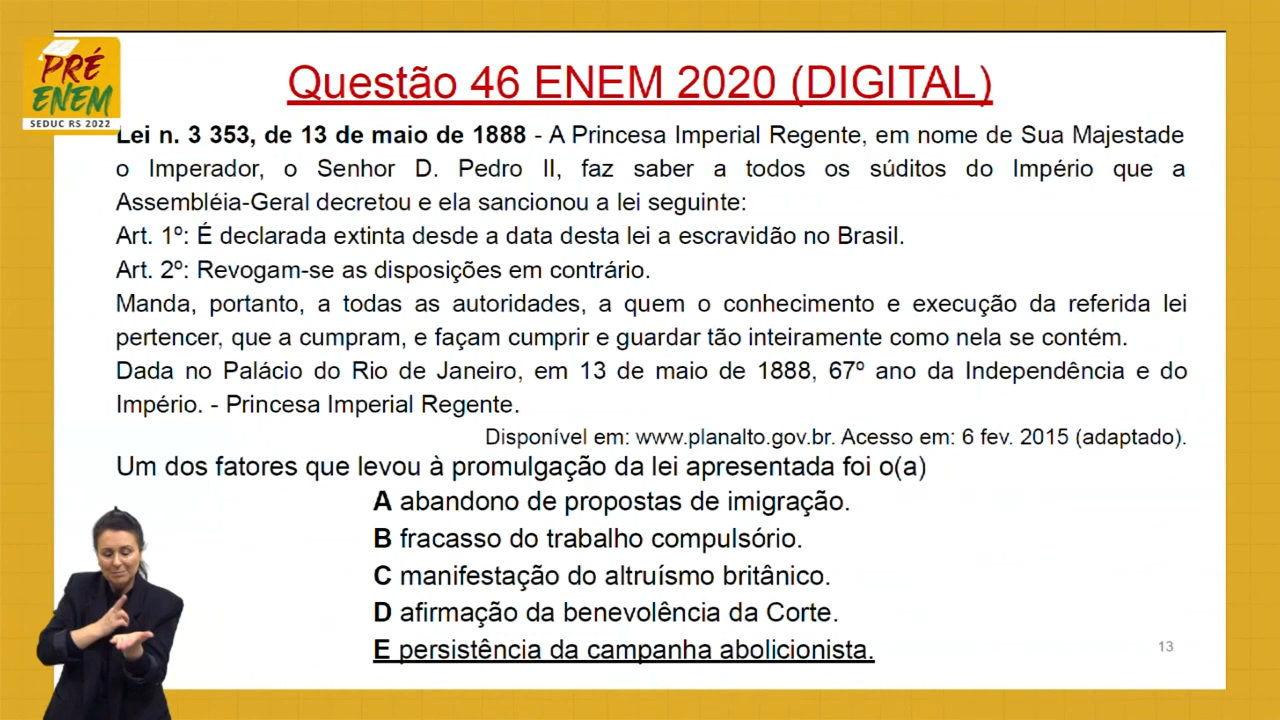 PRÉ
ENEM
SEDUC RS 2022
Questão 46 ENEM 2020 (DIGITAL)
Lei n. 3 353, de 13 de maio de 1888 - A Princesa Imperial Regente, em nome de Sua Majestade
o Imperador, o Senhor D. Pedro II, faz saber a todos os súditos do Império que a
Assembléia-Geral decretou e ela sancionou a lei seguinte:
Art. 1º: É declarada extinta desde a data desta lei a escravidão no Brasil.
Art. 2º: Revogam-se as disposições em contrário.
Manda, portanto, a todas as autoridades, a quem o conhecimento e execução da referida lei
pertencer, que a cumpram, e façam cumprir e guardar tão inteiramente como nela se contém.
Dada no Palácio do Rio de Janeiro, em 13 de maio de 1888, 67º ano da Independência e do
Império. - Princesa Imperial Regente.
Disponível em: www.planalto.gov.br. Acesso em: 6 fev. 2015 (adaptado).
Um dos fatores que levou à promulgação da lei apresentada foi o(a)
A abandono de propostas de imigração.
B fracasso do trabalho compulsório.
C manifestação do altruísmo britânico.
D afirmação da benevolência da Corte.
E persistência da campanha abolicionista.
13